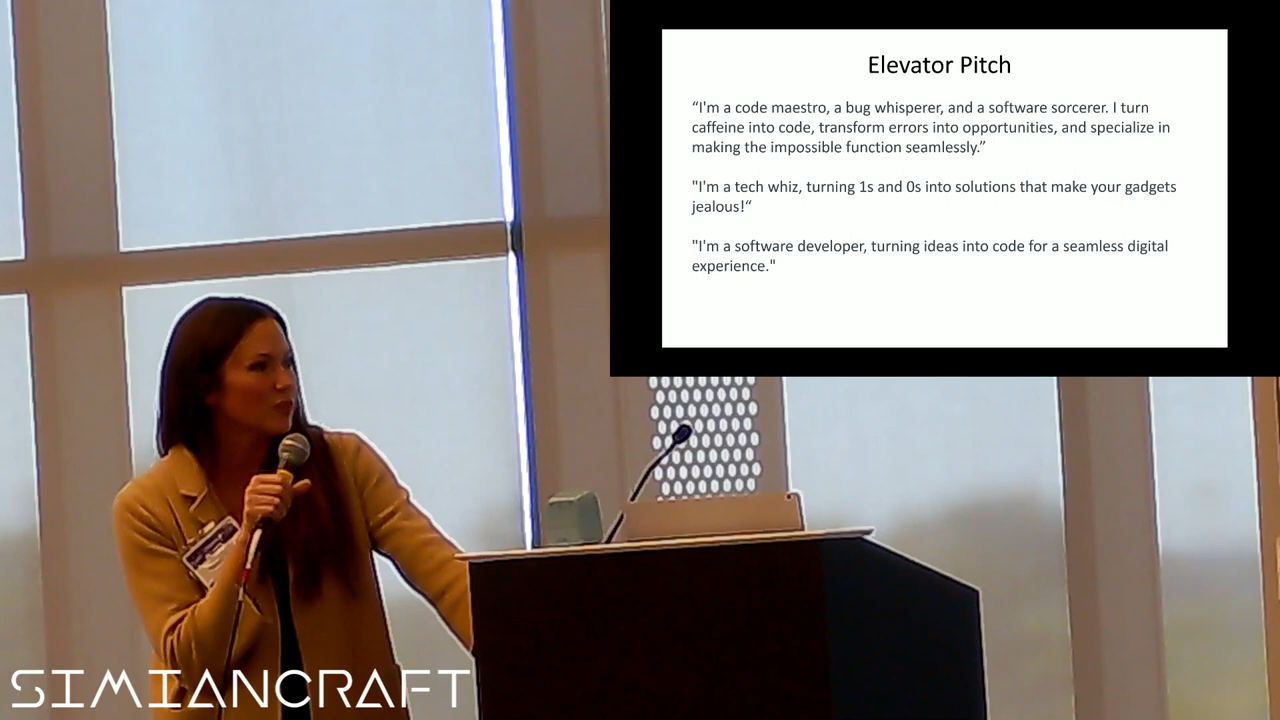 Elevator Pitch
“I'm a code maestro, a bug whisperer, and a software sorcerer. I turn
caffeine into code, transform errors into opportunities, and specialize in
making the impossible function seamlessly.”
"I'm a tech whiz, turning 1s and 0s into solutions that make your gadgets
jealous!“
"I'm a software developer, turning ideas into code for a seamless digital
experience."
SIMIANCRAFT